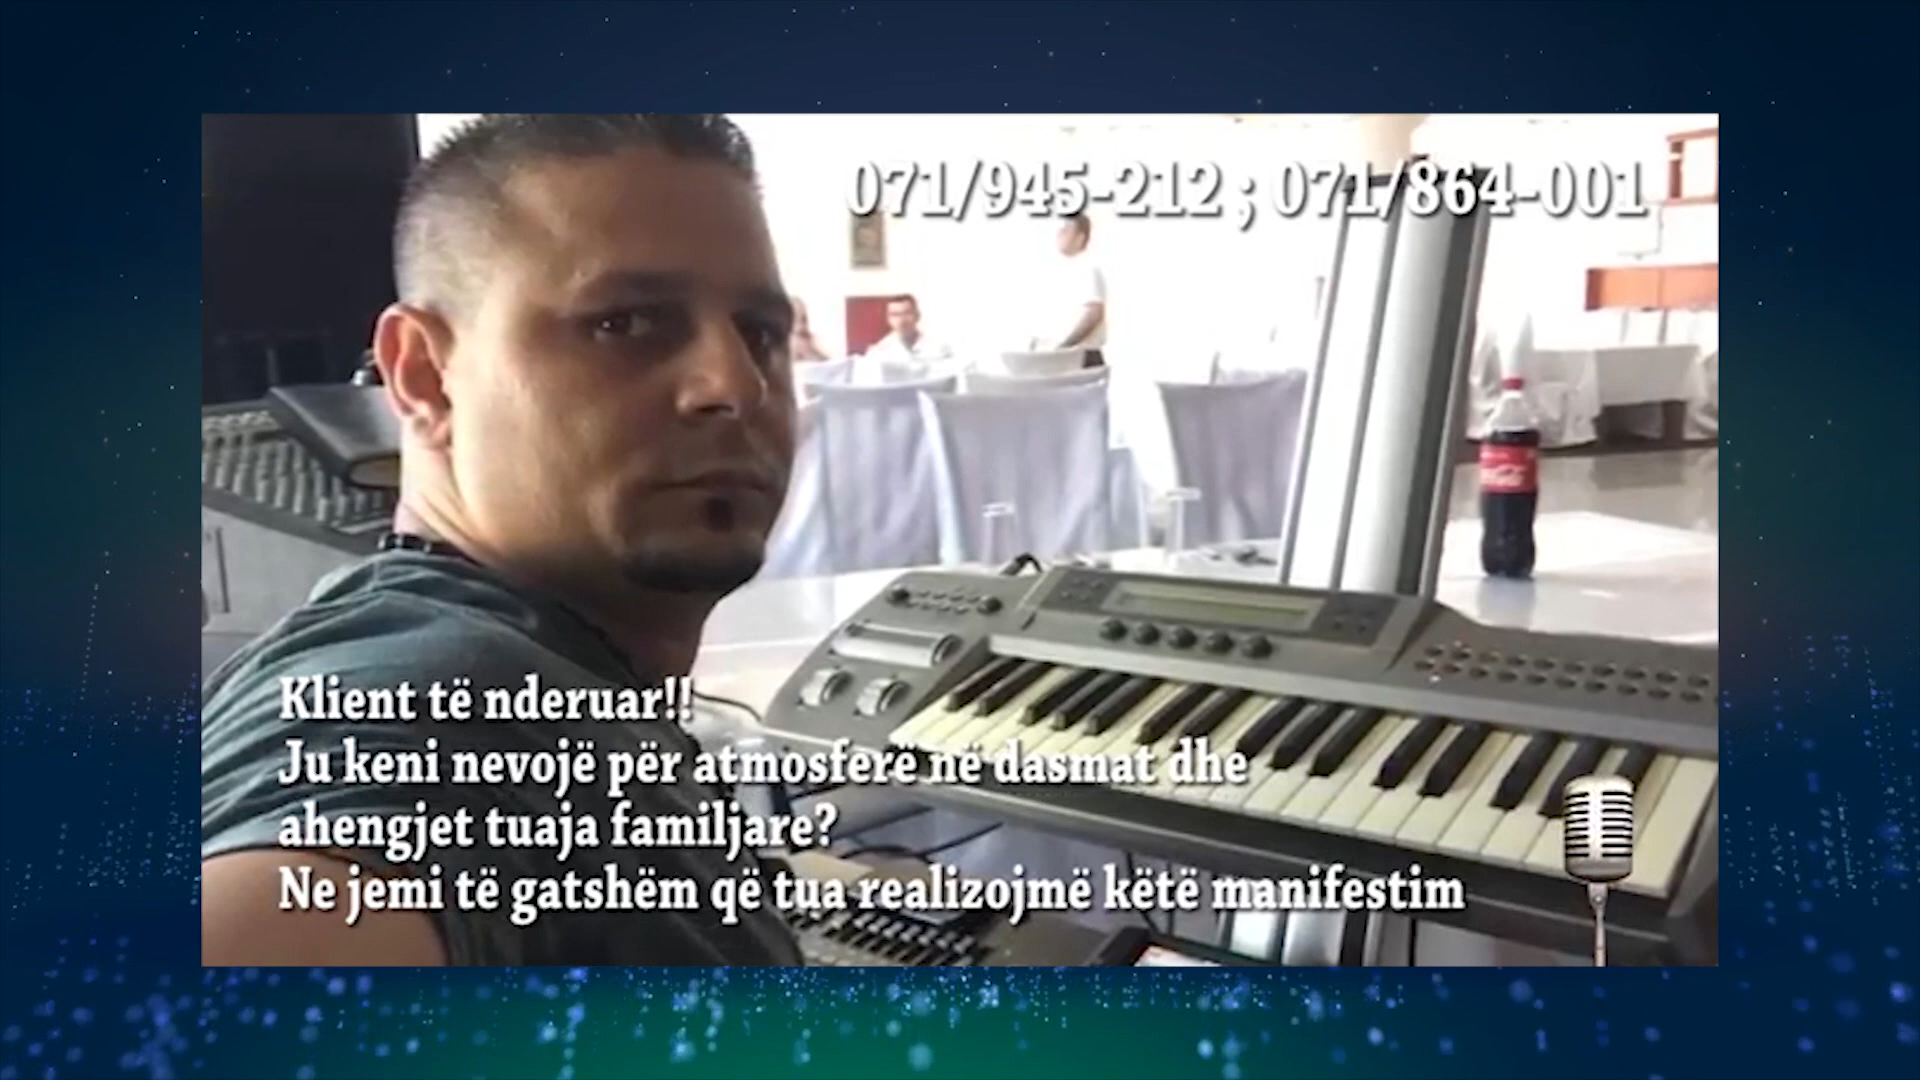 071/945-212 ; 071/864-001
Klient të nderuar!!
Ju keni nevojë për atmosferë në dasmat dhe
ahengjet tuaja familjare?
Ne jemi të gatshëm që tua realizojmë këtë manifestim